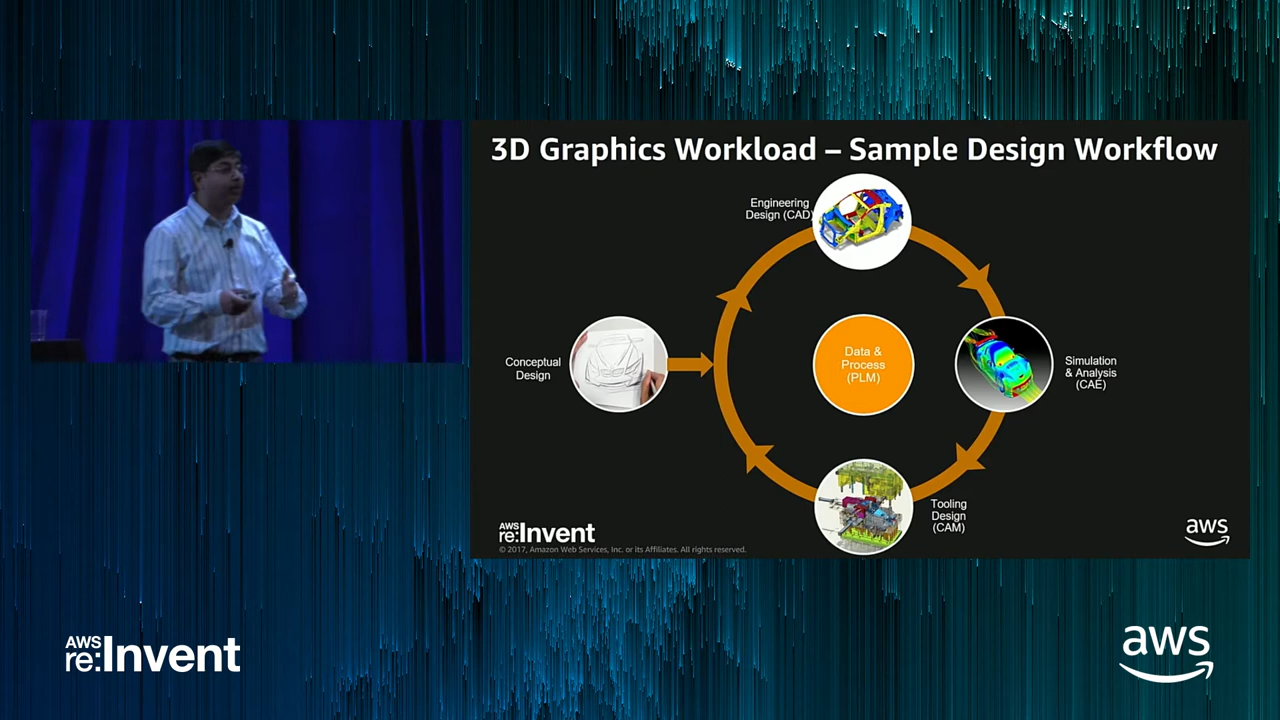 3D Graphics Workload – Sample Design Workflow
Engineering
Design (CAD)
Conceptual
Design
Data &
Process
(PLM)
Simulation
& Analysis
(CAE)
Tooling
Design
(CAM)
AWS
re:Invent
© 2017, Amazon Web Services, Inc. or its Affiliates. All rights reserved.
aws
AWS
re:Invent
aws